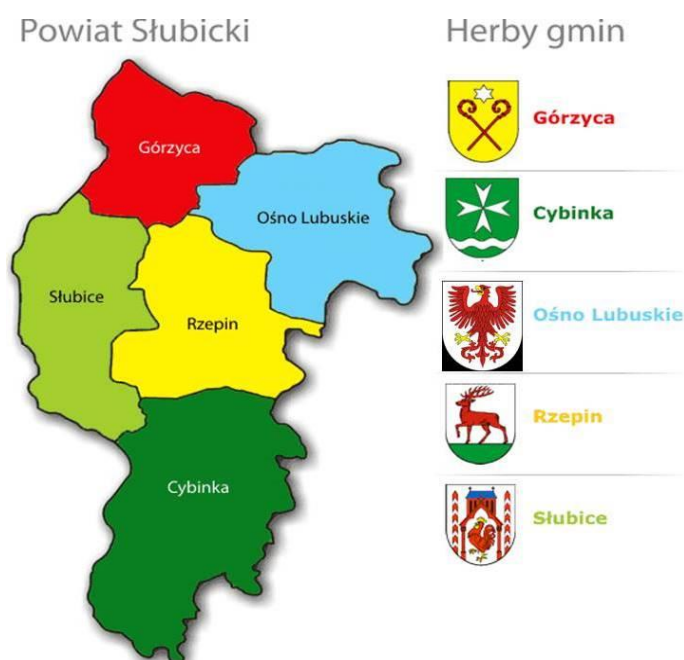 Powiat Słubicki
Herby gmin
Górzyca
Ośno Lubuskie
Słubice
Rzepin
Cybinka
Górzyca
Cybinka
Ośno Lubuskie
Rzepin
Słubice